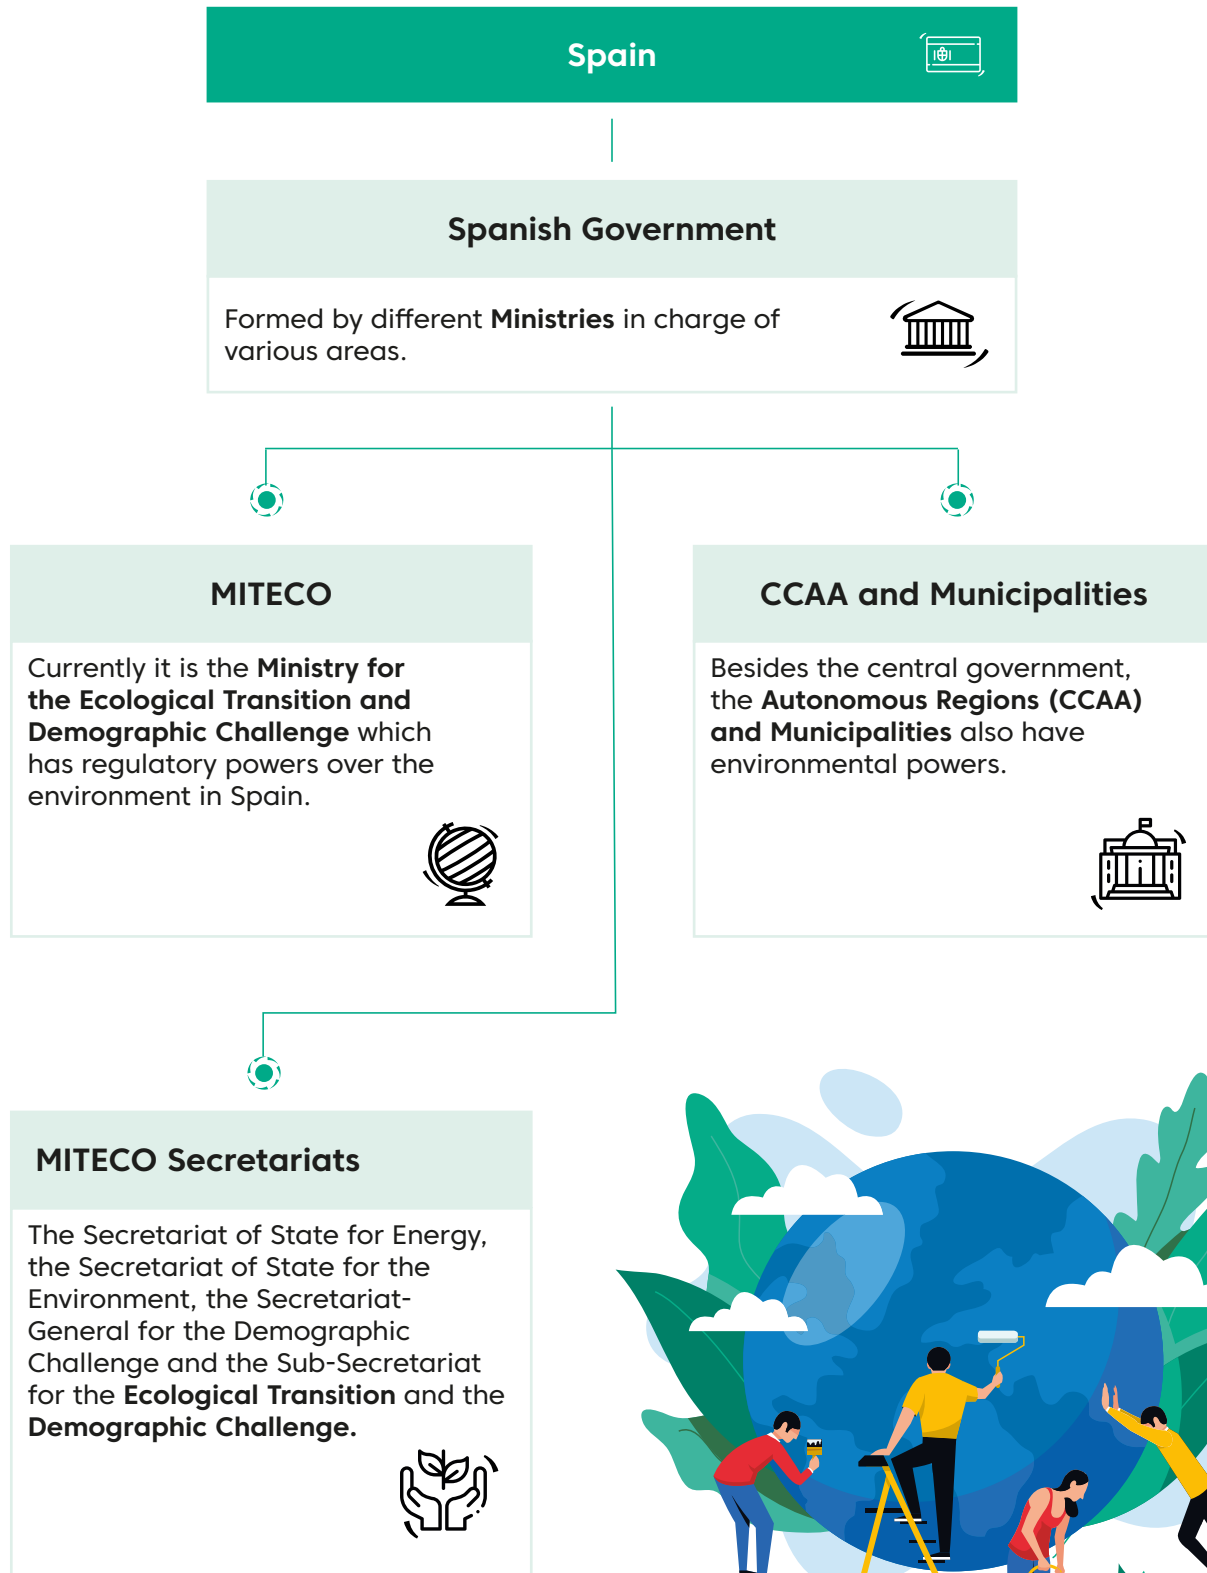 Spain
Spanish Government
Formed by different Ministries in charge of
various areas.
MITECO
Currently it is the Ministry for
the Ecological Transition and
Demographic Challenge which
has regulatory powers over the
environment in Spain.
CCAA and Municipalities
Besides the central government,
the Autonomous Regions (CCAA)
and Municipalities also have
environmental powers.
MITECO Secretariats
The Secretariat of State for Energy,
the Secretariat of State for the
Environment, the Secretariat-
General for the Demographic
Challenge and the Sub-Secretariat
for the Ecological Transition and the
Demographic Challenge.